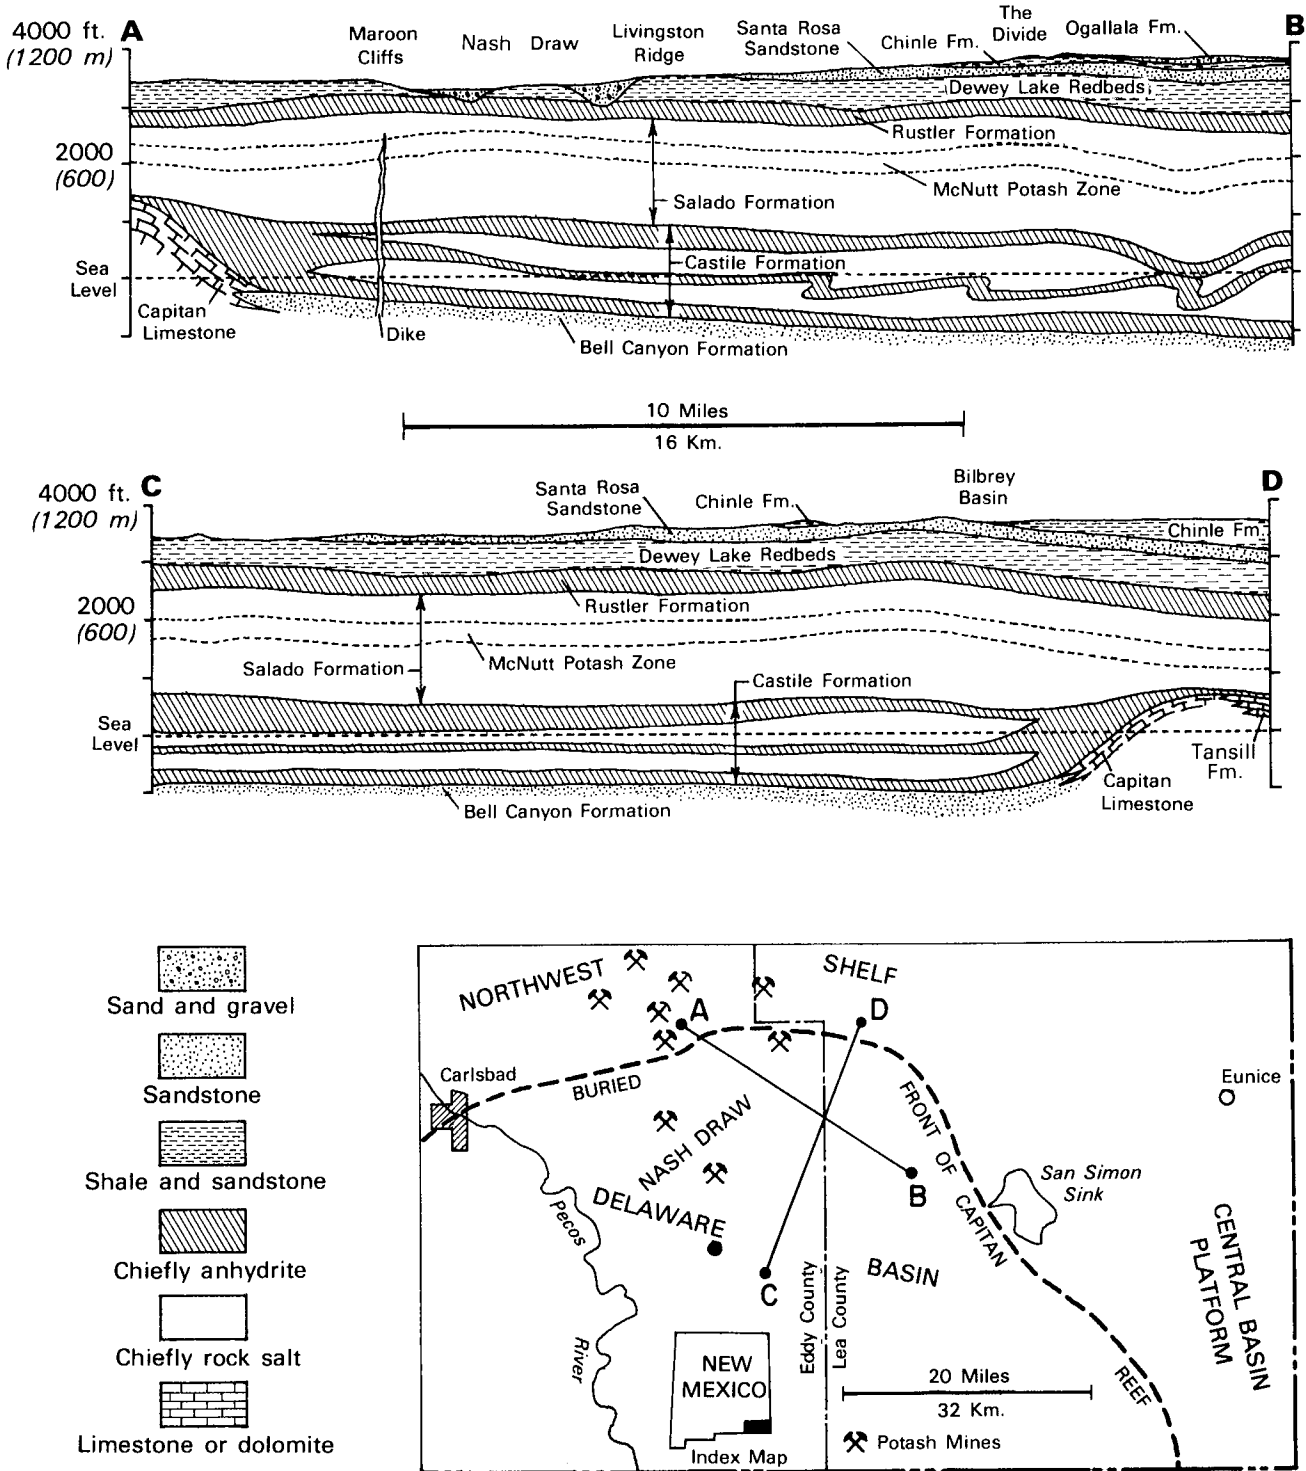 4000 ft.
(1200 m)
A
Maroon
Cliffs
Nash Draw
Livingston
Ridge
Santa Rosa
Sandstone
Chinle Fm.
The
Divide
Ogallala Fm.
B
Dewey Lake Redbeds
Rustler Formation
2000
(600)
McNutt Potash Zone
Salado Formation
Castile Formation
Sea
Level
Capitan
Limestone
Dike
Bell Canyon Formation
10 Miles
16 Km.
4000 ft.
(1200 m)
C
Santa Rosa
Sandstone
Chinle Fm.
Bilbrey
Basin
D
Chinle Fm.
Dewey Lake Redbeds
Rustler Formation
2000
(600)
McNutt Potash Zone
Salado Formation
Castile Formation
Sea
Level
Tansill
Fm.
Capitan
Limestone
Bell Canyon Formation
Sand and gravel
Sandstone
Shale and sandstone
Chiefly anhydrite
Chiefly rock salt
Limestone or dolomite
NORTHWEST
SHELF
A
D
Carlsbad
BURIED
FRONT OF CAPITAN REEF
Eunice
NASH DRAW
San Simon
Sink
B
DELAWARE
BASIN
Pecos
River
C
Eddy County
Lea County
CENTRAL BASIN
PLATFORM
NEW
MEXICO
Index Map
20 Miles
32 Km.
Potash Mines